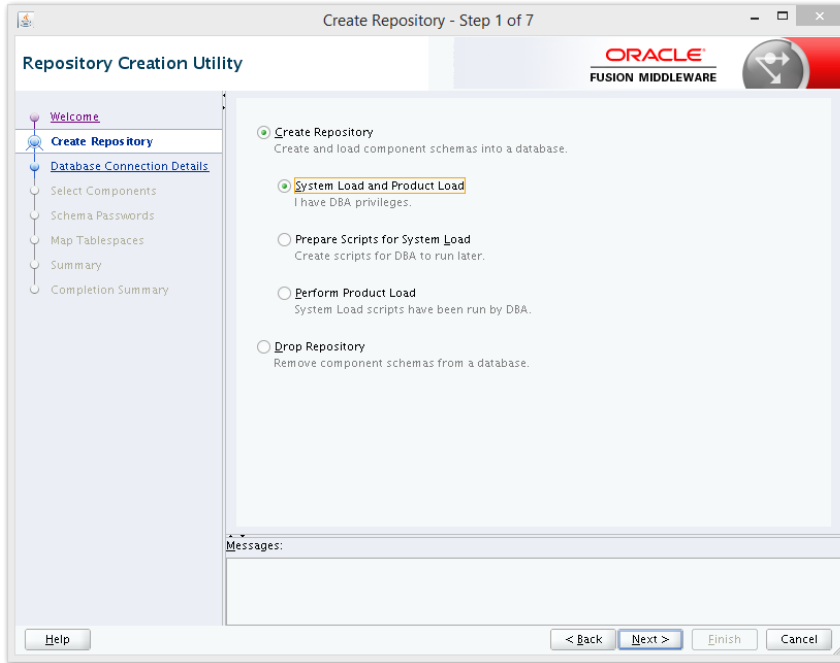 Create Repository - Step 1 of 7
Repository Creation Utility
ORACLE
FUSION MIDDLEWARE
Welcome
Create Repository
Database Connection Details
Select Components
Schema Passwords
Map Tablespaces
Summary
Completion Summary
Create Repository
Create and load component schemas into a database.
System Load and Product Load
I have DBA privileges.
Prepare Scripts for System Load
Create scripts for DBA to run later.
Perform Product Load
System Load scripts have been run by DBA.
Drop Repository
Remove component schemas from a database.
Messages:
Help
< Back
Next >
Finish
Cancel